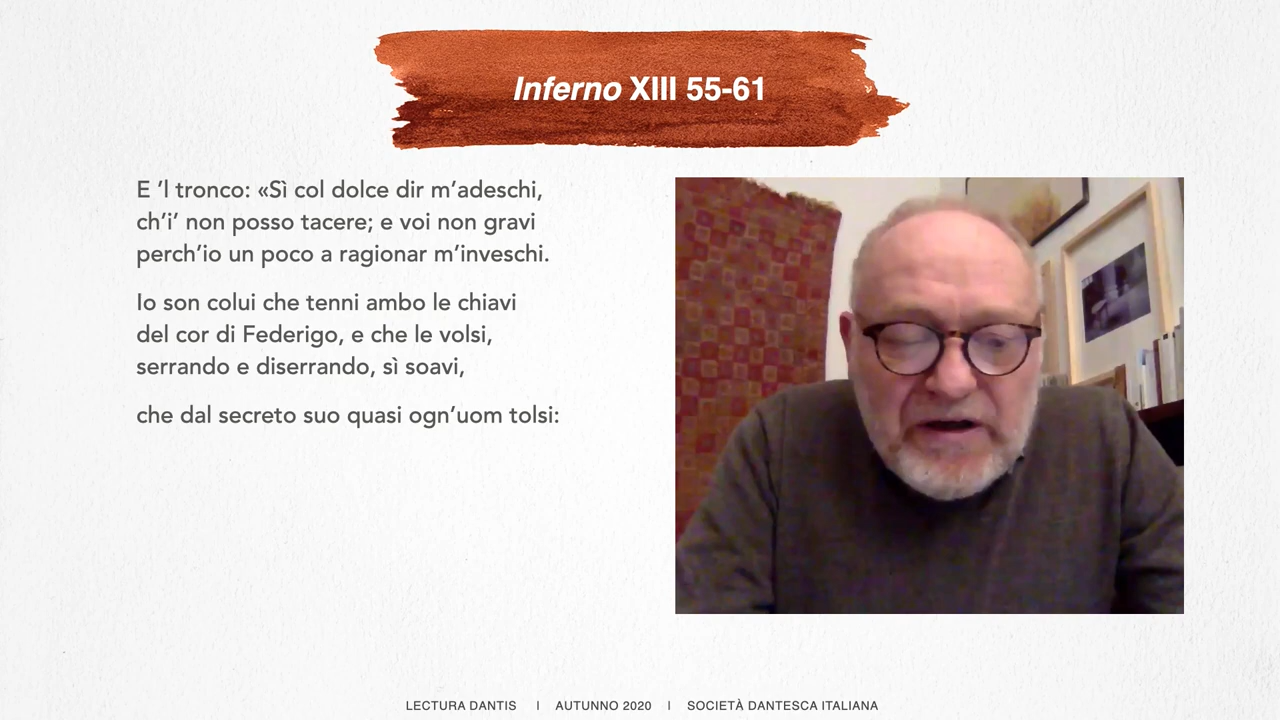 Inferno XIII 55-61
E ‘l tronco: «Sì col dolce dir m’adeschi,
ch’i’ non posso tacere; e voi non gravi
perch’io un poco a ragionar m’inveschi.
Io son colui che tenni ambo le chiavi
del cor di Federigo, e che le volsi,
serrando e diserrando, sì soavi,
che dal secreto suo quasi ogn’uom tolsi:
LECTURA DANTIS | AUTUNNO 2020 | SOCIETÀ DANTESCA ITALIANA